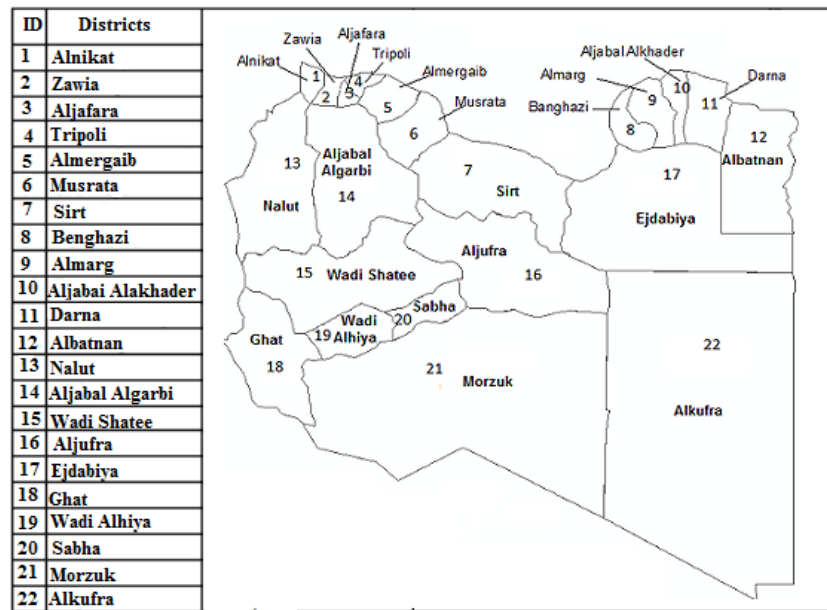 ID Districts
1 Alnikat
2 Zawia
3 Aljafara
4 Tripoli
5 Almergaib
6 Musrata
7 Sirt
8 Benghazi
9 Almarg
10 Aljabai Alakhader
11 Darna
12 Albatnan
13 Nalut
14 Aljabal Algarbi
15 Wadi Shatee
16 Aljufra
17 Ejdabiya
18 Ghat
19 Wadi Alhiya
20 Sabha
21 Morzuk
22 Alkufra
Aljafara
Zawia
Tripoli
Alnikat
Almergaib
Musrata
1
2
3
4
5
6
Aljabal Alkhader
Almarg
Darna
Banghazi
8
9
10
11
12
Albatnan
13
Nalut
Aljabal
Algarbi
14
7
Sirt
17
Ejdabiya
Aljufra
16
15
Wadi Shatee
Sabha
20
Wadi
Alhiya
19
Ghat
18
21
Morzuk
22
Alkufra